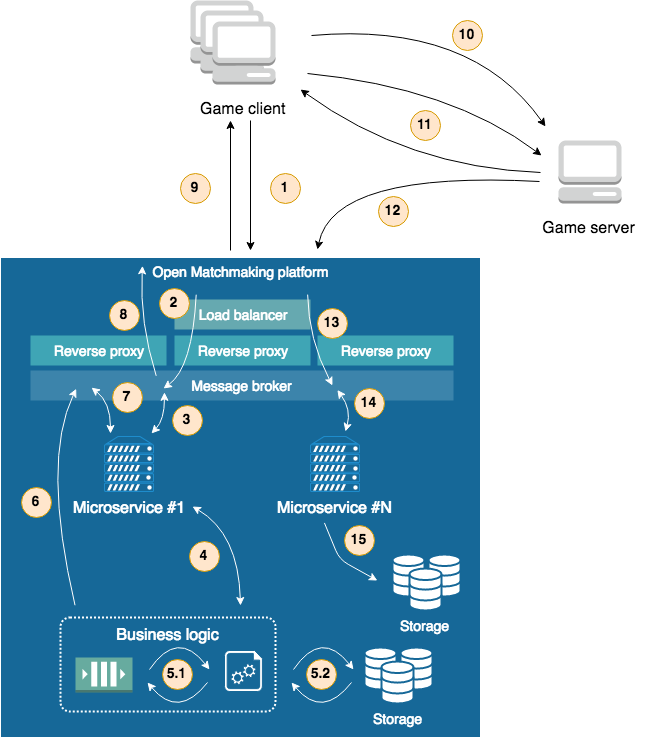 10
Game client
11
9
1
12
Game server
Open Matchmaking platform
2
8
Load balancer
13
Reverse proxy
Reverse proxy
Reverse proxy
Message broker
7
14
3
6
Microservice #1
Microservice #N
15
4
Storage
Business logic
5.1
5.2
Storage